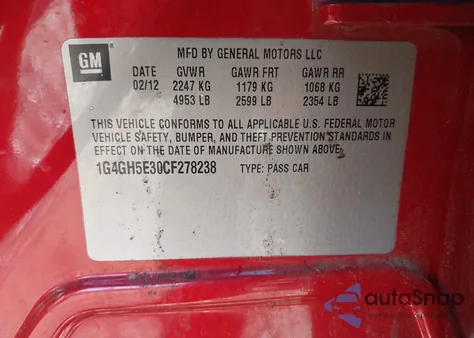 GM
MFD BY GENERAL MOTORS LLC
DATE GVWR GAWR FRT GAWR RR
02/12 2247 KG 1179 KG 1068 KG
4953 LB 2599 LB 2354 LB
THIS VEHICLE CONFORMS TO ALL APPLICABLE U.S. FEDERAL MOTOR
VEHICLE SAFETY, BUMPER, AND THEFT PREVENTION STANDARDS
IN EFFECT ON THE DATE OF MANUFACTURE SHOWN ABOVE.
1G4GH5E30CF278238 TYPE: PASS CAR
autoSnap